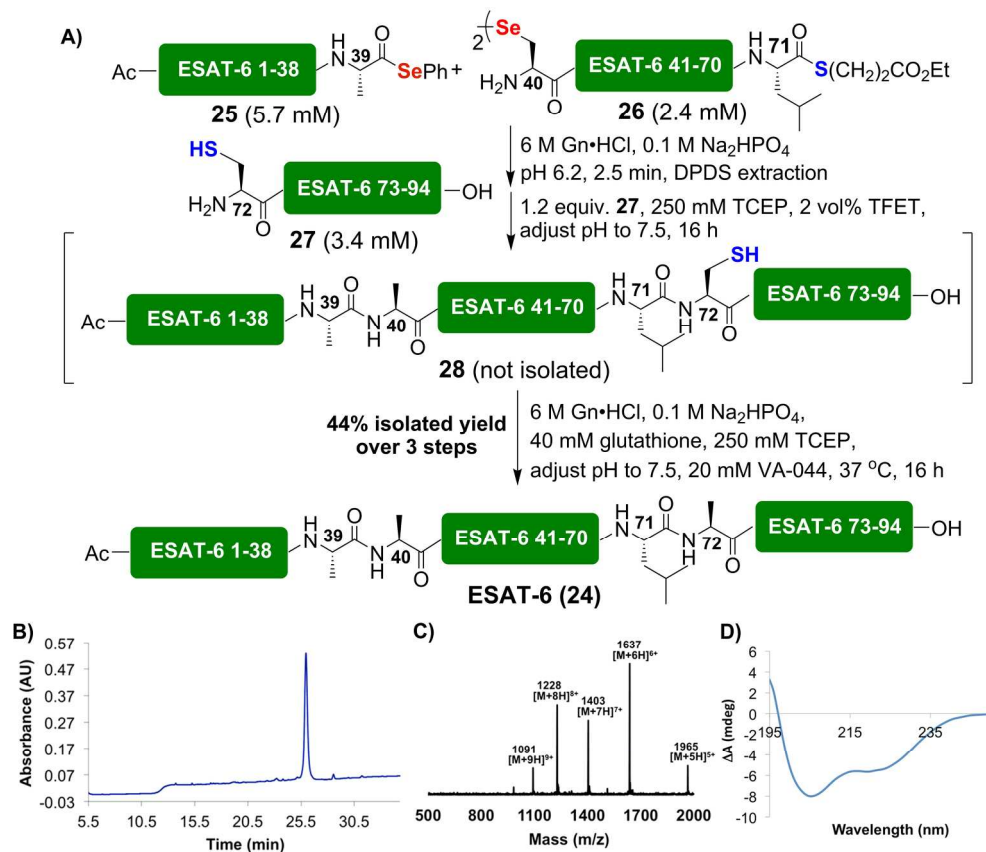 A)
Ac
ESAT-6 1-38
H
N
39
O
SePh
+
25 (5.7 mM)
2
Se
H2N
40
O
ESAT-6 41-70
H
N
71
O
S(CH2)2CO2Et
26 (2.4 mM)
HS
H2N
72
O
ESAT-6 73-94
OH
27 (3.4 mM)
6 M Gn•HCl, 0.1 M Na2HPO4
pH 6.2, 2.5 min, DPDS extraction
1.2 equiv. 27, 250 mM TCEP, 2 vol% TFET,
adjust pH to 7.5, 16 h
Ac
ESAT-6 1-38
H
N
39
O
N
H
40
O
ESAT-6 41-70
H
N
71
O
N
H
72
SH
O
ESAT-6 73-94
OH
28 (not isolated)
44% isolated yield
over 3 steps
6 M Gn•HCl, 0.1 M Na2HPO4,
40 mM glutathione, 250 mM TCEP,
adjust pH to 7.5, 20 mM VA-044, 37 °C, 16 h
Ac
ESAT-6 1-38
H
N
39
O
N
H
40
O
ESAT-6 41-70
H
N
71
O
N
H
72
O
ESAT-6 73-94
OH
ESAT-6 (24)
B)
Absorbance (AU)
0.57
0.47
0.37
0.27
0.17
0.07
-0.03
5.5 10.5 15.5 20.5 25.5 30.5
Time (min)
C)
1091
[M+9H]9+
1228
[M+8H]8+
1403
[M+7H]7+
1637
[M+6H]6+
1965
[M+5H]5+
500 800 1100 1400 1700 2000
Mass (m/z)
D)
ΔA (mdeg)
6
4
2
0
-2
-4
-6
-8
-10
195 215 235
Wavelength (nm)